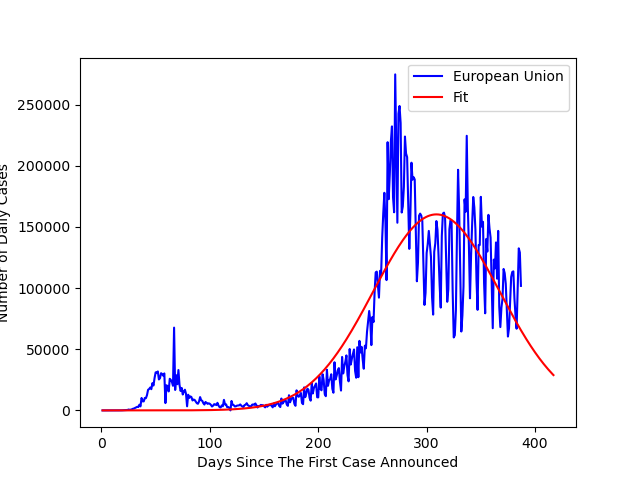 European Union
Fit
250000
200000
150000
100000
50000
0
Number of Daily Cases
0 100 200 300 400
Days Since The First Case Announced